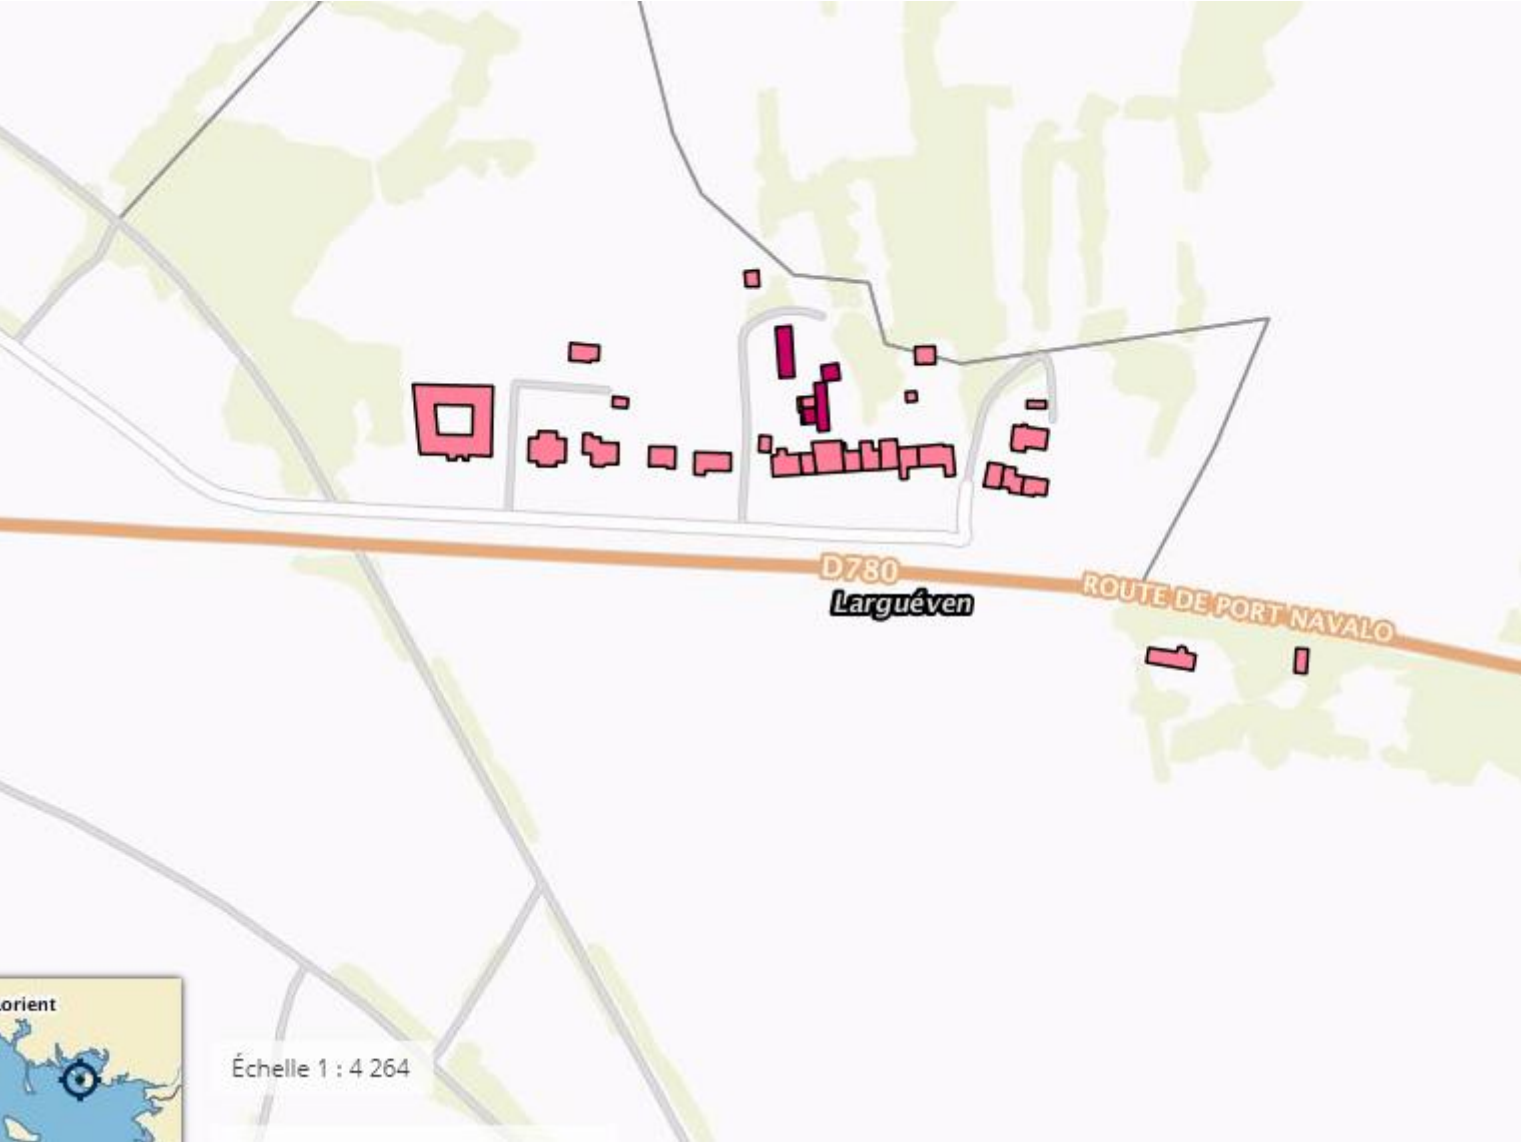 D780
Larguéven
ROUTE DE PORT NAVALO
orient
Échelle 1 : 4 264